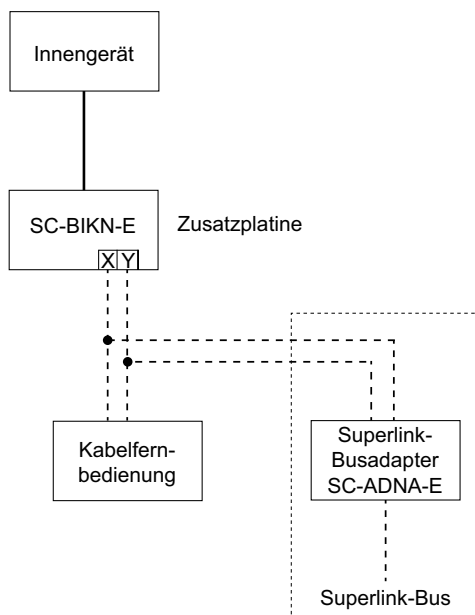 Innengerät
SC-BIKN-E
Zusatzplatine
X Y
Kabelfern-
bedienung
Superlink-
Busadapter
SC-ADNA-E
Superlink-Bus